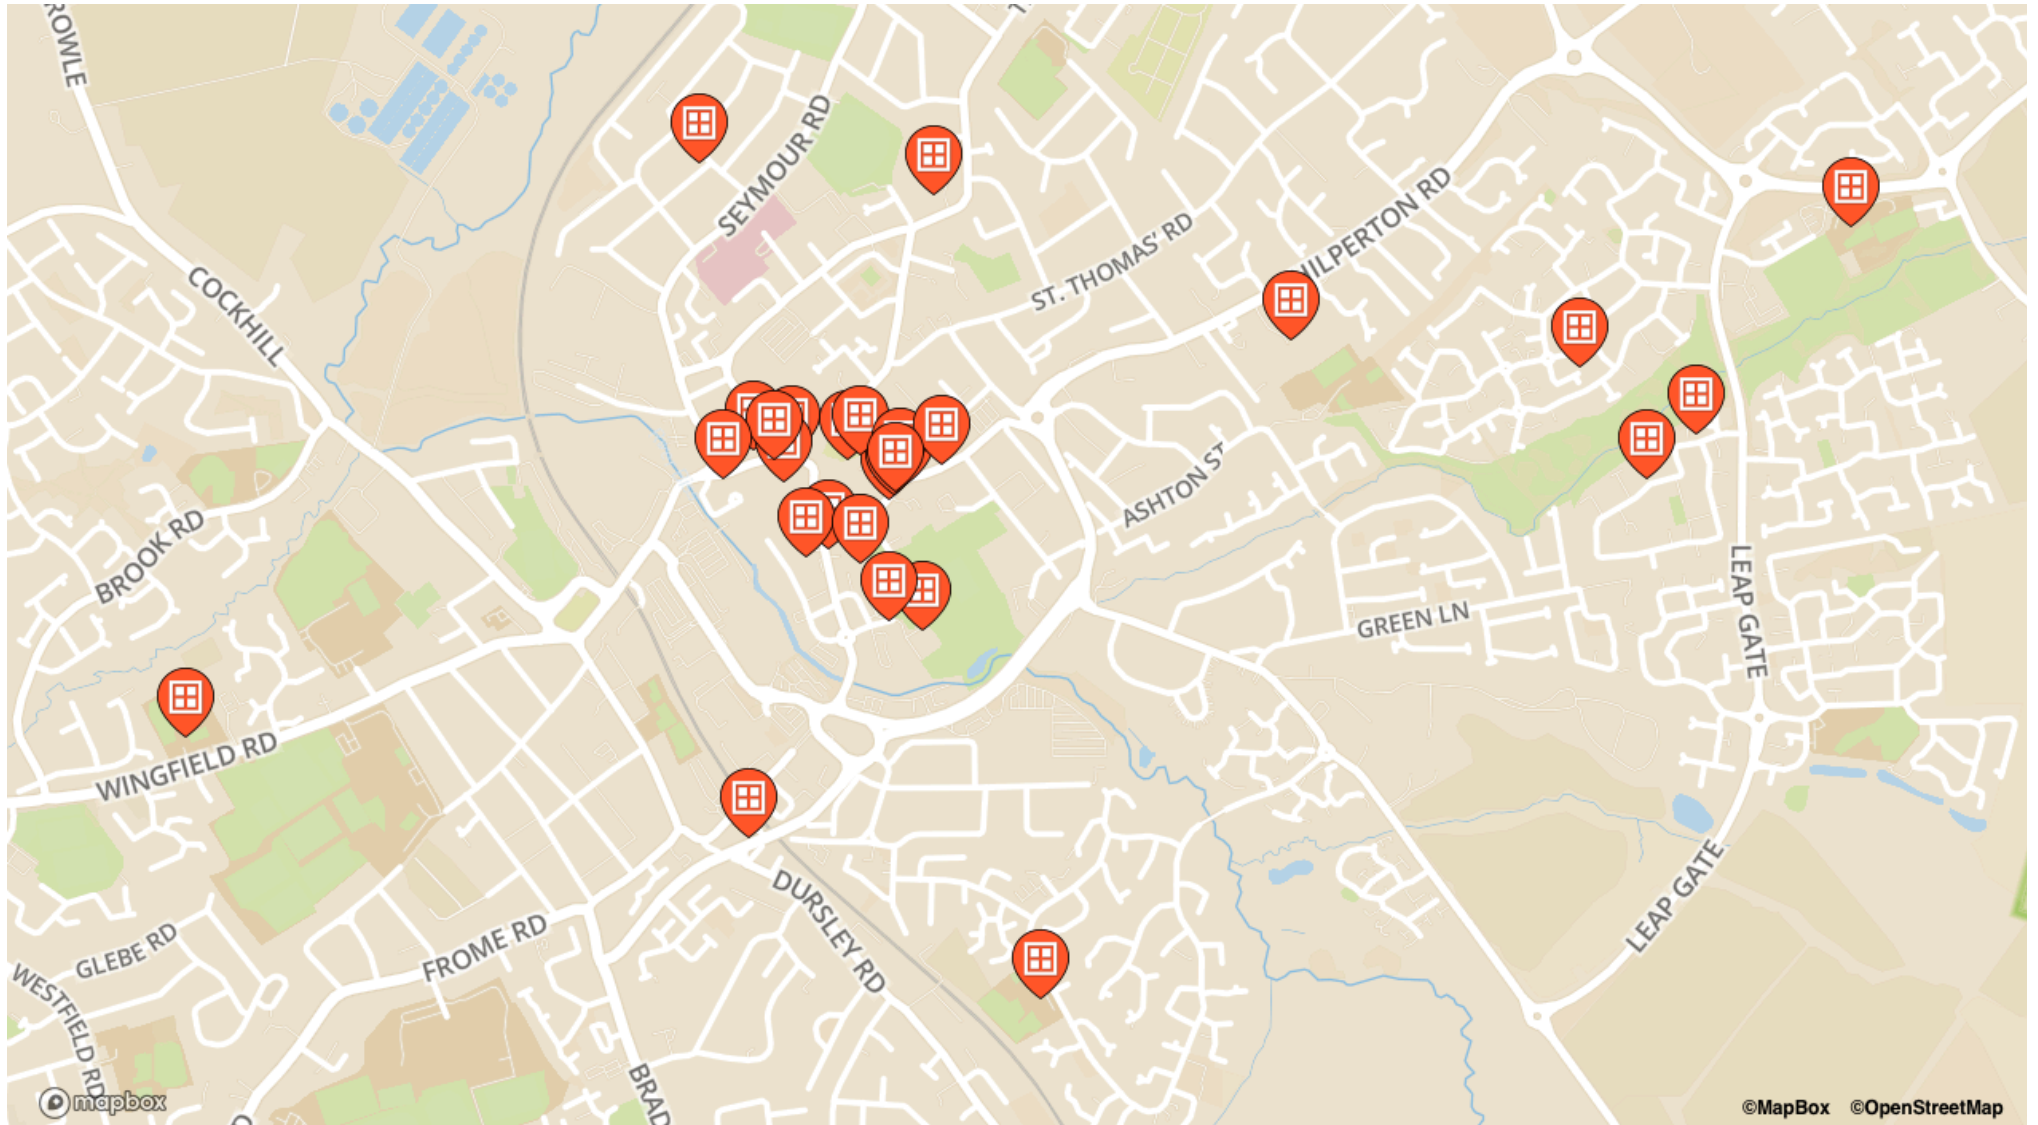 ROWLE
SEYMOUR RD
COCKHILL
ST. THOMAS' RD
HILPERTON RD
ASHTON ST
BROOK RD
LEAP GATE
GREEN LN
WINGFIELD RD
LEAP GATE
DURSLEY RD
GLEBE RD
FROME RD
WESTFIELD RD
BRAD
mapbox
©MapBox ©OpenStreetMap